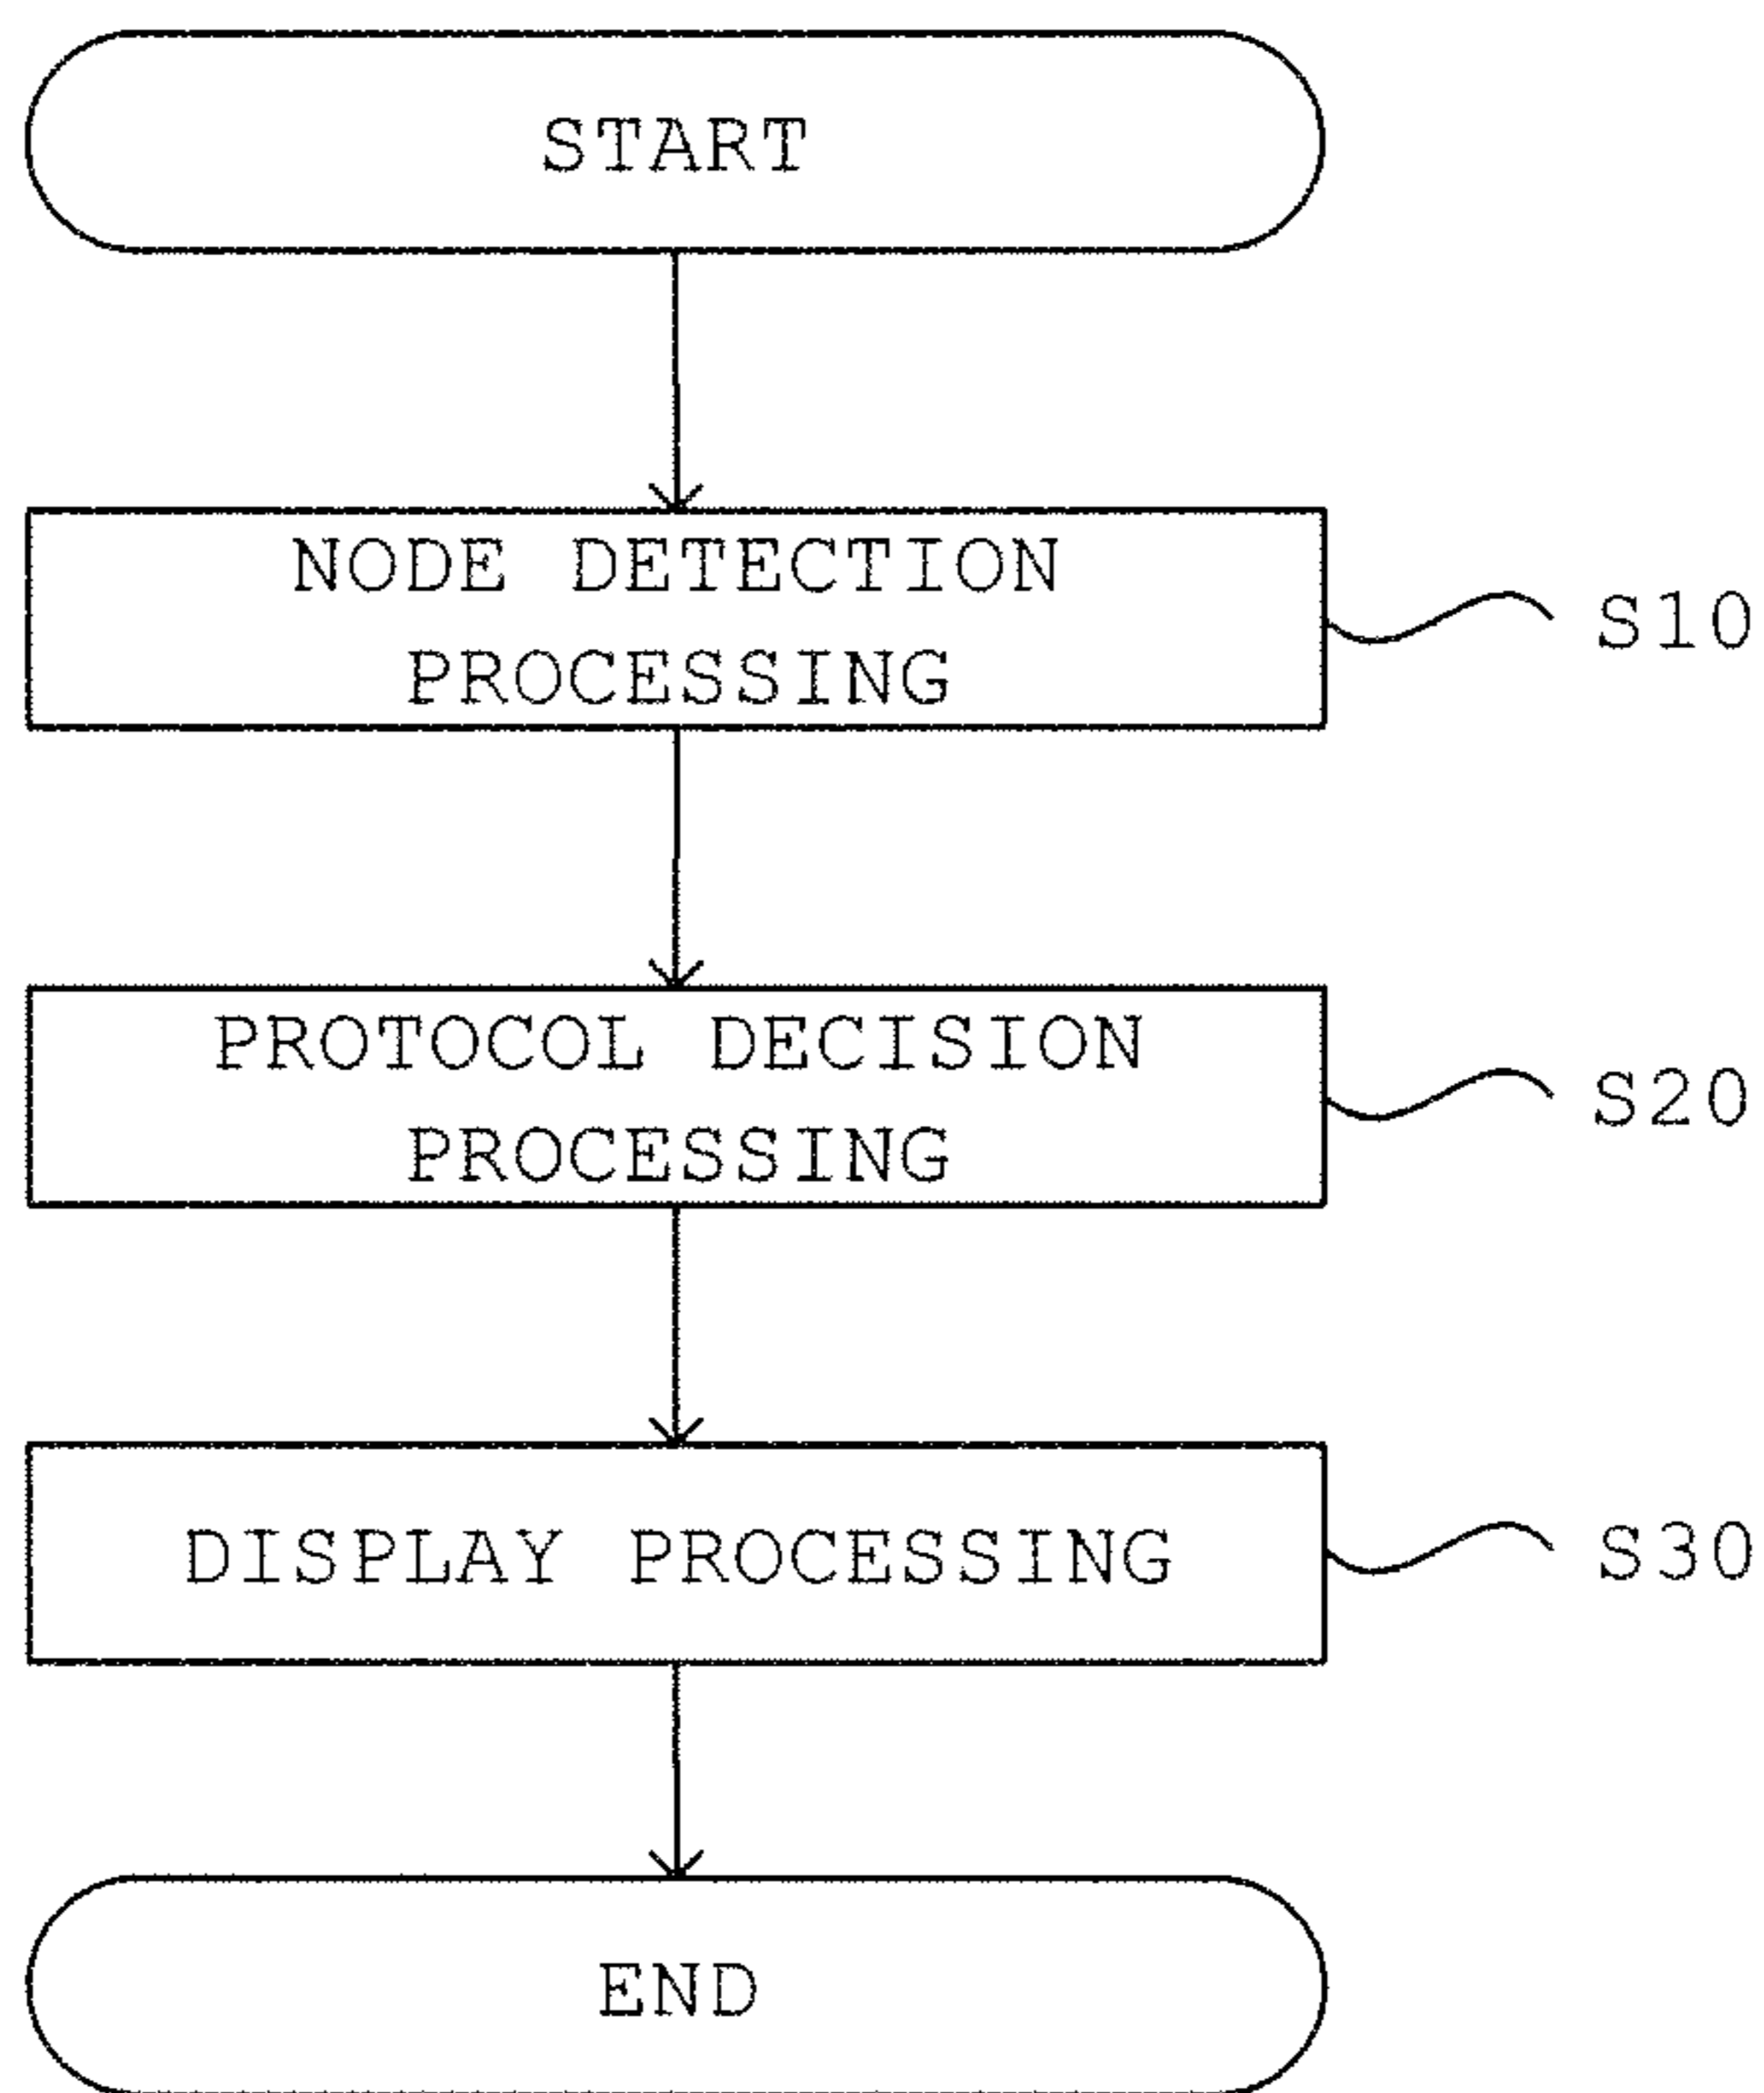 START
NODE DETECTION
PROCESSING
S10
PROTOCOL DECISION
PROCESSING
S20
DISPLAY PROCESSING
S30
END